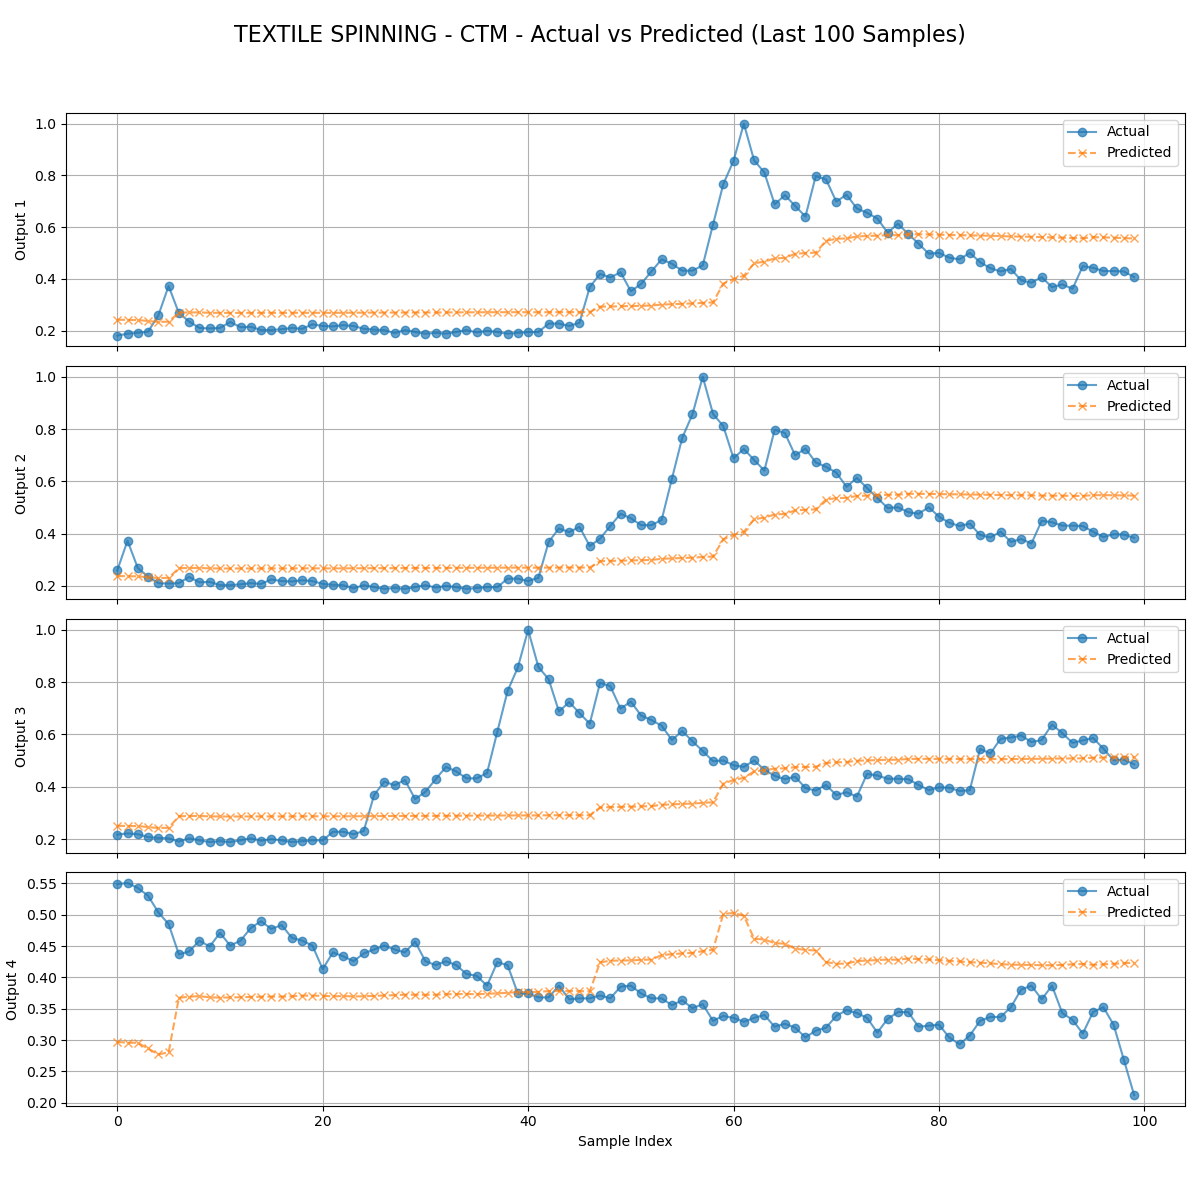 TEXTILE SPINNING - CTM - Actual vs Predicted (Last 100 Samples)
Output 1
1.0
0.8
0.6
0.4
0.2
Actual
Predicted
Output 2
1.0
0.8
0.6
0.4
0.2
Actual
Predicted
Output 3
1.0
0.8
0.6
0.4
0.2
Actual
Predicted
Output 4
0.55
0.50
0.45
0.40
0.35
0.30
0.25
0.20
Actual
Predicted
0 20 40 60 80 100
Sample Index